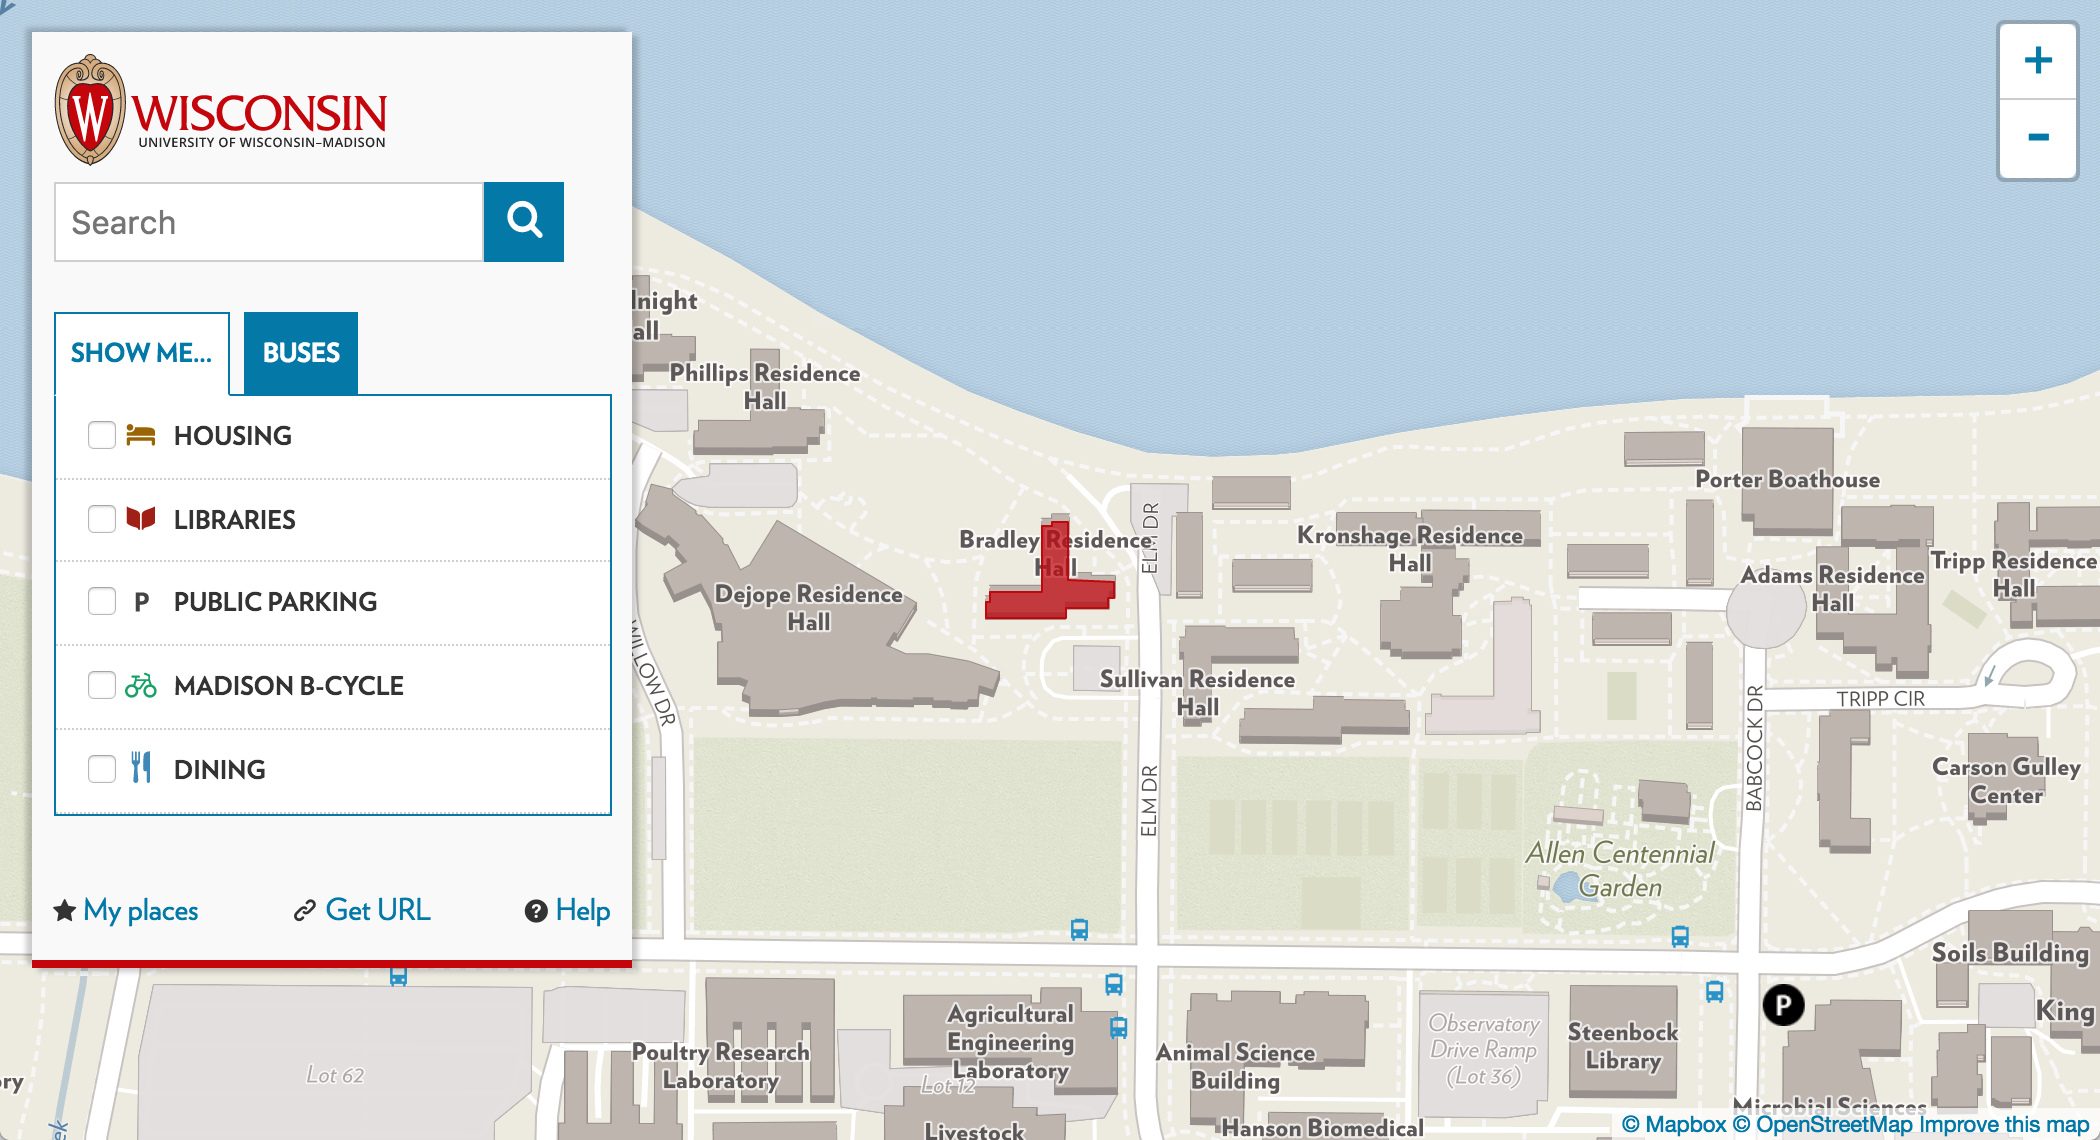 W
WISCONSIN
UNIVERSITY OF WISCONSIN–MADISON
Search
SHOW ME...
BUSES
HOUSING
LIBRARIES
P
PUBLIC PARKING
MADISON B-CYCLE
DINING
My places
Get URL
? Help
+
-
night
all
Phillips Residence
Hall
Dejope Residence
Hall
Bradley Residence
Hall
ELM DR
Kronshage Residence
Hall
Porter Boathouse
Adams Residence
Hall
Tripp Residence
Hall
Sullivan Residence
Hall
WILLOW DR
ELM DR
BABCOCK DR
TRIPP CIR
Carson Gulley
Center
Allen Centennial
Garden
Soils Building
King
P
Lot 62
Poultry Research
Laboratory
Agricultural
Engineering
Laboratory
Lot 12
Livestock
Animal Science
Building
Hanson Biomedical
Observatory
Drive Ramp
(Lot 36)
Steenbock
Library
Microbial Sciences
ry
ek
© Mapbox © OpenStreetMap Improve this map